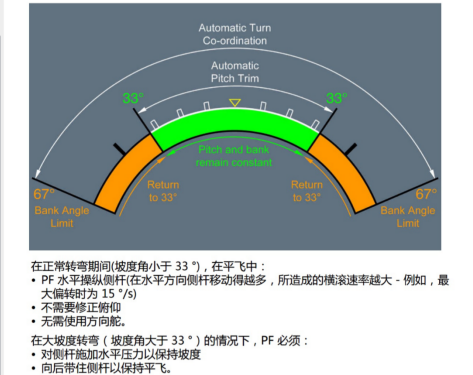 Automatic Turn
Co-ordination
Automatic
Pitch Trim
33°
33°
Pitch and bank
remain constant
Return
to 33°
Return
to 33°
67°
Bank Angle
Limit
67°
Bank Angle
Limit
在正常转弯期间(坡度角小于 33 °)，在平飞中：
• PF 水平操纵侧杆(在水平方向侧杆移动得越多，所造成的横滚速率越大 - 例如，最
大偏转时为 15 °/s)
• 不需要修正俯仰
• 无需使用方向舵。
在大坡度转弯（坡度角大于 33 °）的情况下，PF 必须：
• 对侧杆施加水平压力以保持坡度
• 向后带住侧杆以保持平飞。